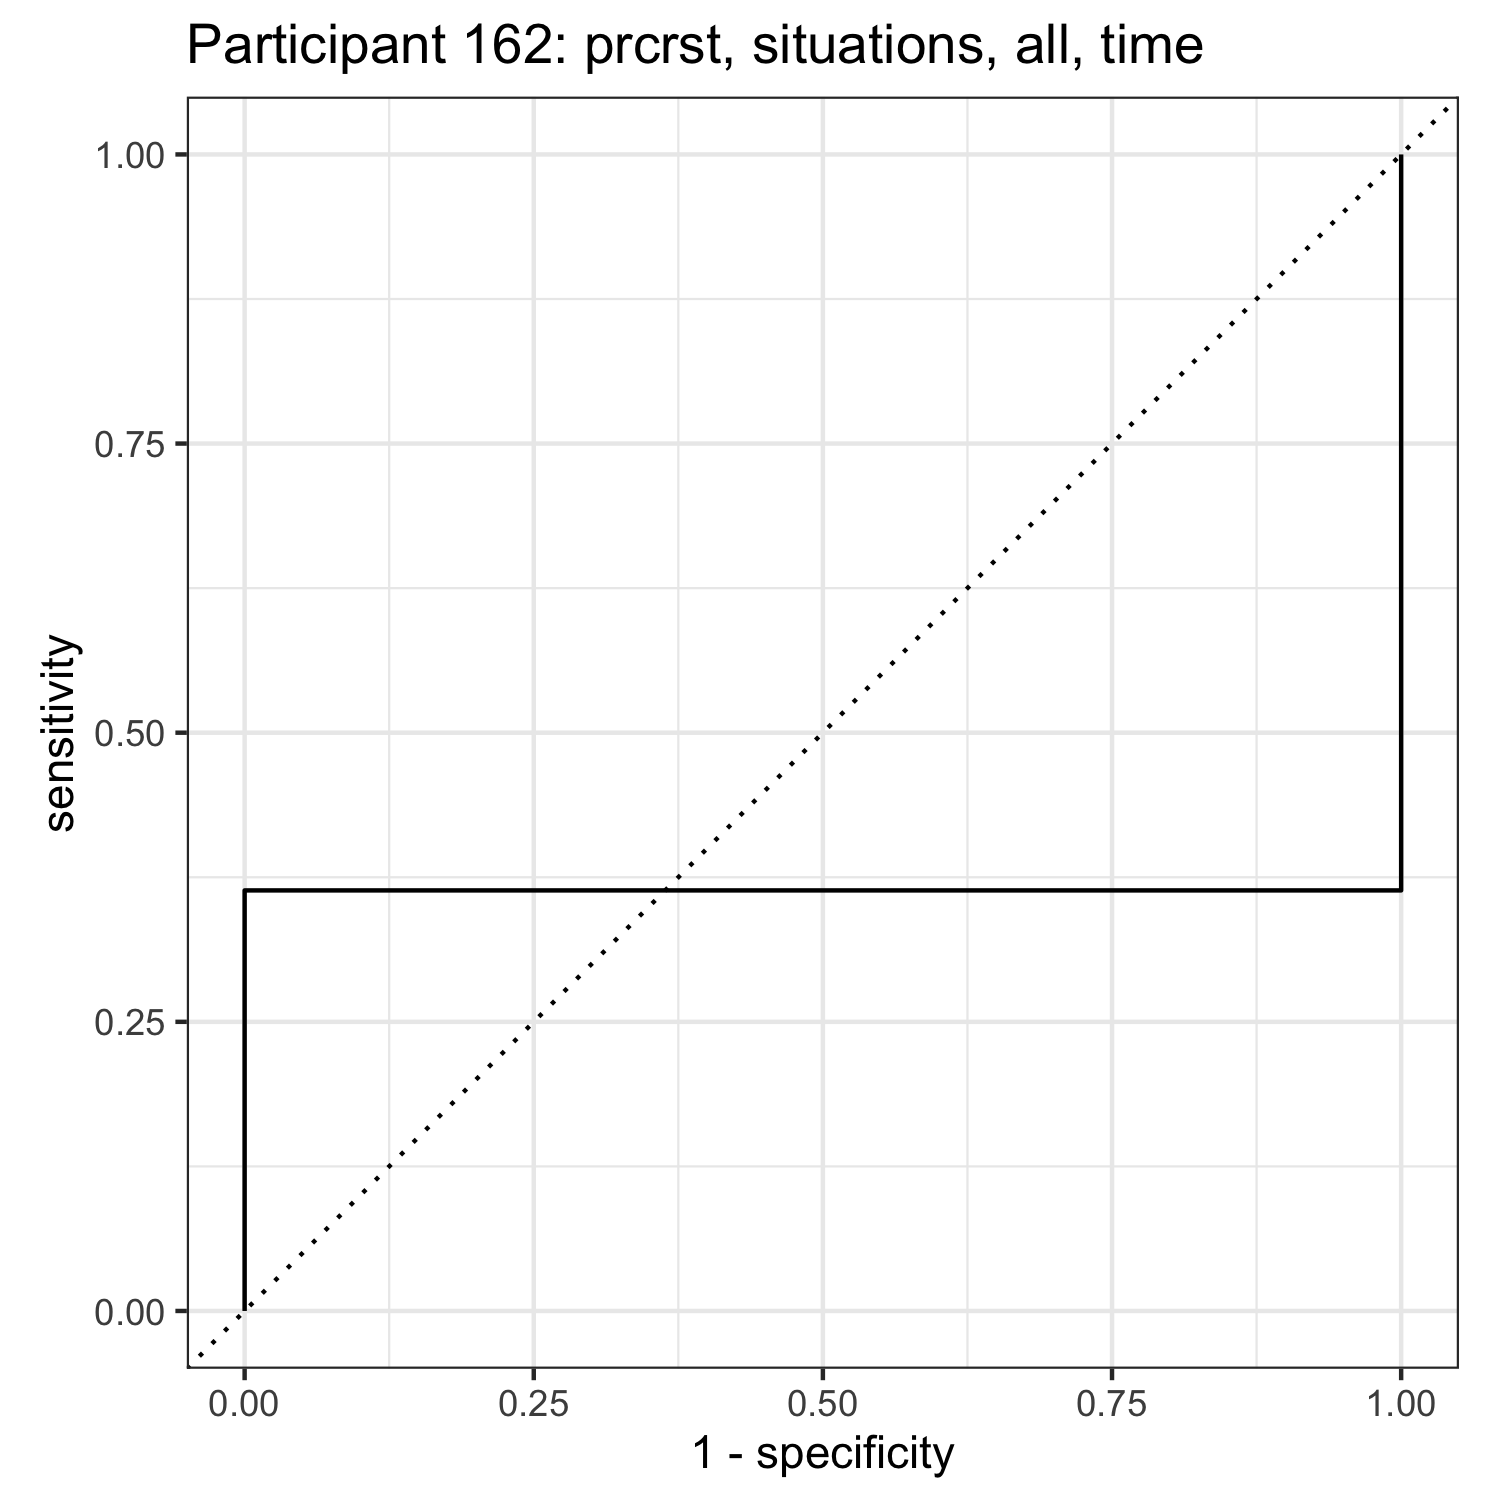 Participant 162: prcrst, situations, all, time
1.00
0.75
0.50
0.25
0.00
sensitivity
0.00 0.25 0.50 0.75 1.00
1 - specificity